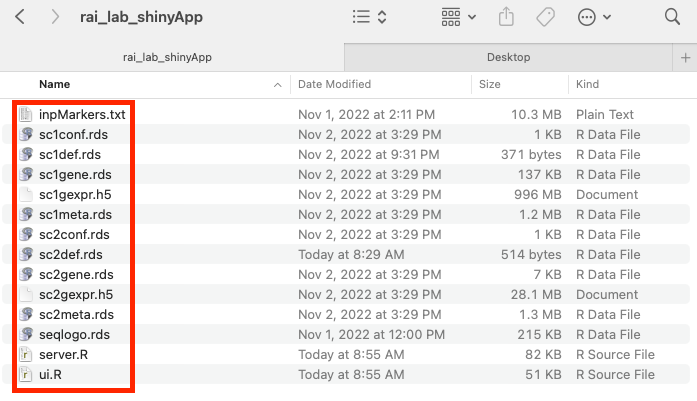 rai_lab_shinyApp
rai_lab_shinyApp Desktop +
Name Date Modified Size Kind
inpMarkers.txt Nov 1, 2022 at 2:11 PM 10.3 MB Plain Text
sc1conf.rds Nov 2, 2022 at 3:29 PM 1 KB R Data File
sc1def.rds Nov 2, 2022 at 9:31 PM 371 bytes R Data File
sc1gene.rds Nov 2, 2022 at 3:29 PM 137 KB R Data File
sc1gexpr.h5 Nov 2, 2022 at 3:29 PM 996 MB Document
sc1meta.rds Nov 2, 2022 at 3:29 PM 1.2 MB R Data File
sc2conf.rds Nov 2, 2022 at 3:29 PM 1 KB R Data File
sc2def.rds Today at 8:29 AM 514 bytes R Data File
sc2gene.rds Nov 2, 2022 at 3:29 PM 7 KB R Data File
sc2gexpr.h5 Nov 2, 2022 at 3:29 PM 28.1 MB Document
sc2meta.rds Nov 2, 2022 at 3:29 PM 1.3 MB R Data File
seqlogo.rds Nov 1, 2022 at 12:00 PM 215 KB R Data File
server.R Today at 8:55 AM 82 KB R Source File
ui.R Today at 8:55 AM 51 KB R Source File